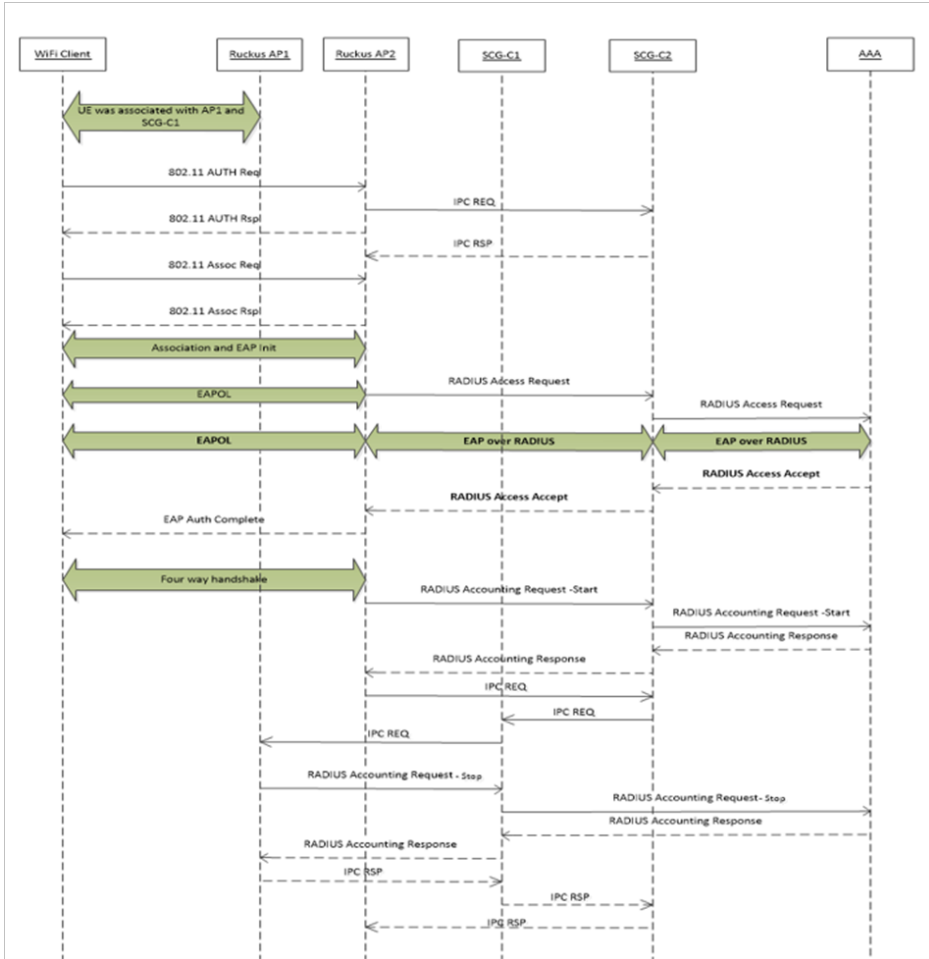 WiFi Client
Ruckus AP1
Ruckus AP2
SCG-C1
SCG-C2
AAA
UE was associated with AP1 and
SCG-C1
802.11 AUTH Req
IPC REQ
802.11 AUTH Rsp
IPC RSP
802.11 Assoc Req
802.11 Assoc Rsp
Association and EAP Init
RADIUS Access Request
EAPOL
RADIUS Access Request
EAPOL
EAP over RADIUS
EAP over RADIUS
RADIUS Access Accept
RADIUS Access Accept
EAP Auth Complete
Four way handshake
RADIUS Accounting Request -Start
RADIUS Accounting Request -Start
RADIUS Accounting Response
RADIUS Accounting Response
IPC REQ
IPC REQ
IPC REQ
RADIUS Accounting Request - Stop
RADIUS Accounting Request- Stop
RADIUS Accounting Response
RADIUS Accounting Response
IPC RSP
IPC RSP
IPC RSP